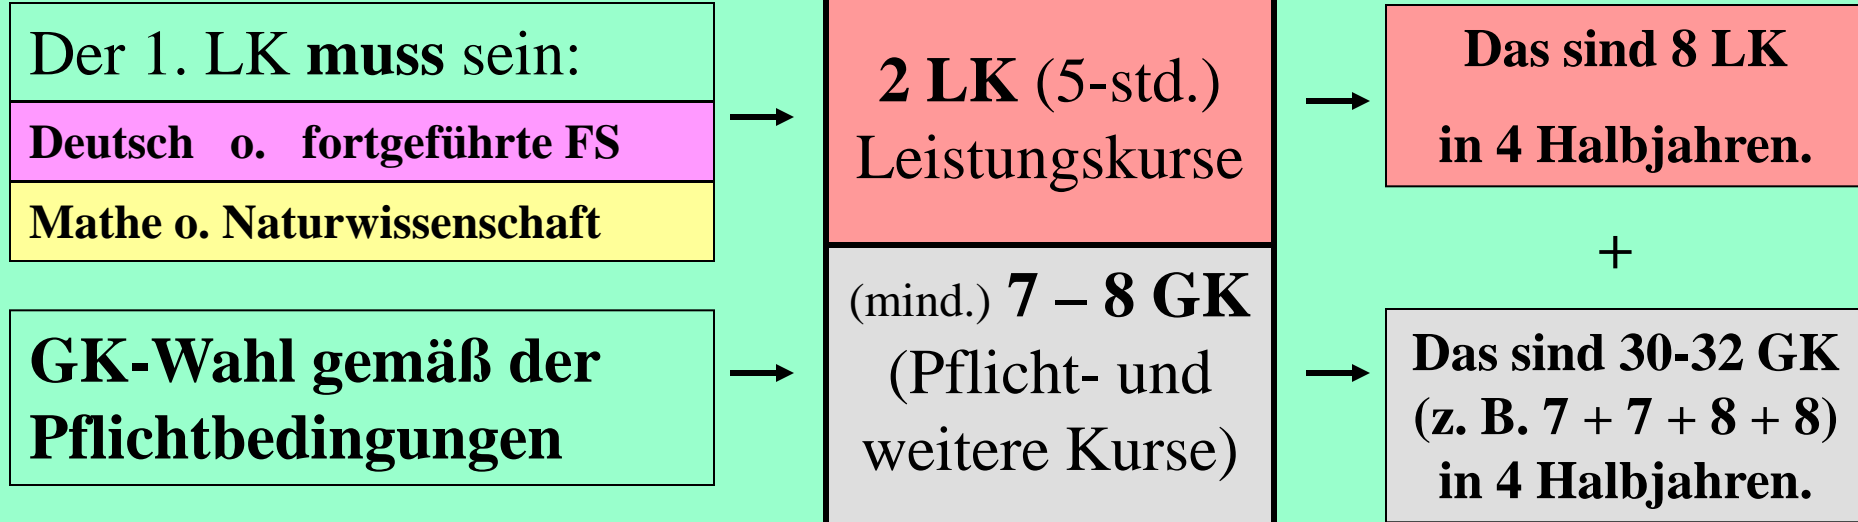 Der 1. LK muss sein:
Deutsch o. fortgeführte FS
Mathe o. Naturwissenschaft
GK-Wahl gemäß der
Pflichtbedingungen
2 LK (5-std.)
Leistungskurse
(mind.) 7 – 8 GK
(Pflicht- und
weitere Kurse)
Das sind 8 LK
in 4 Halbjahren.
+
Das sind 30-32 GK
(z. B. 7 + 7 + 8 + 8)
in 4 Halbjahren.